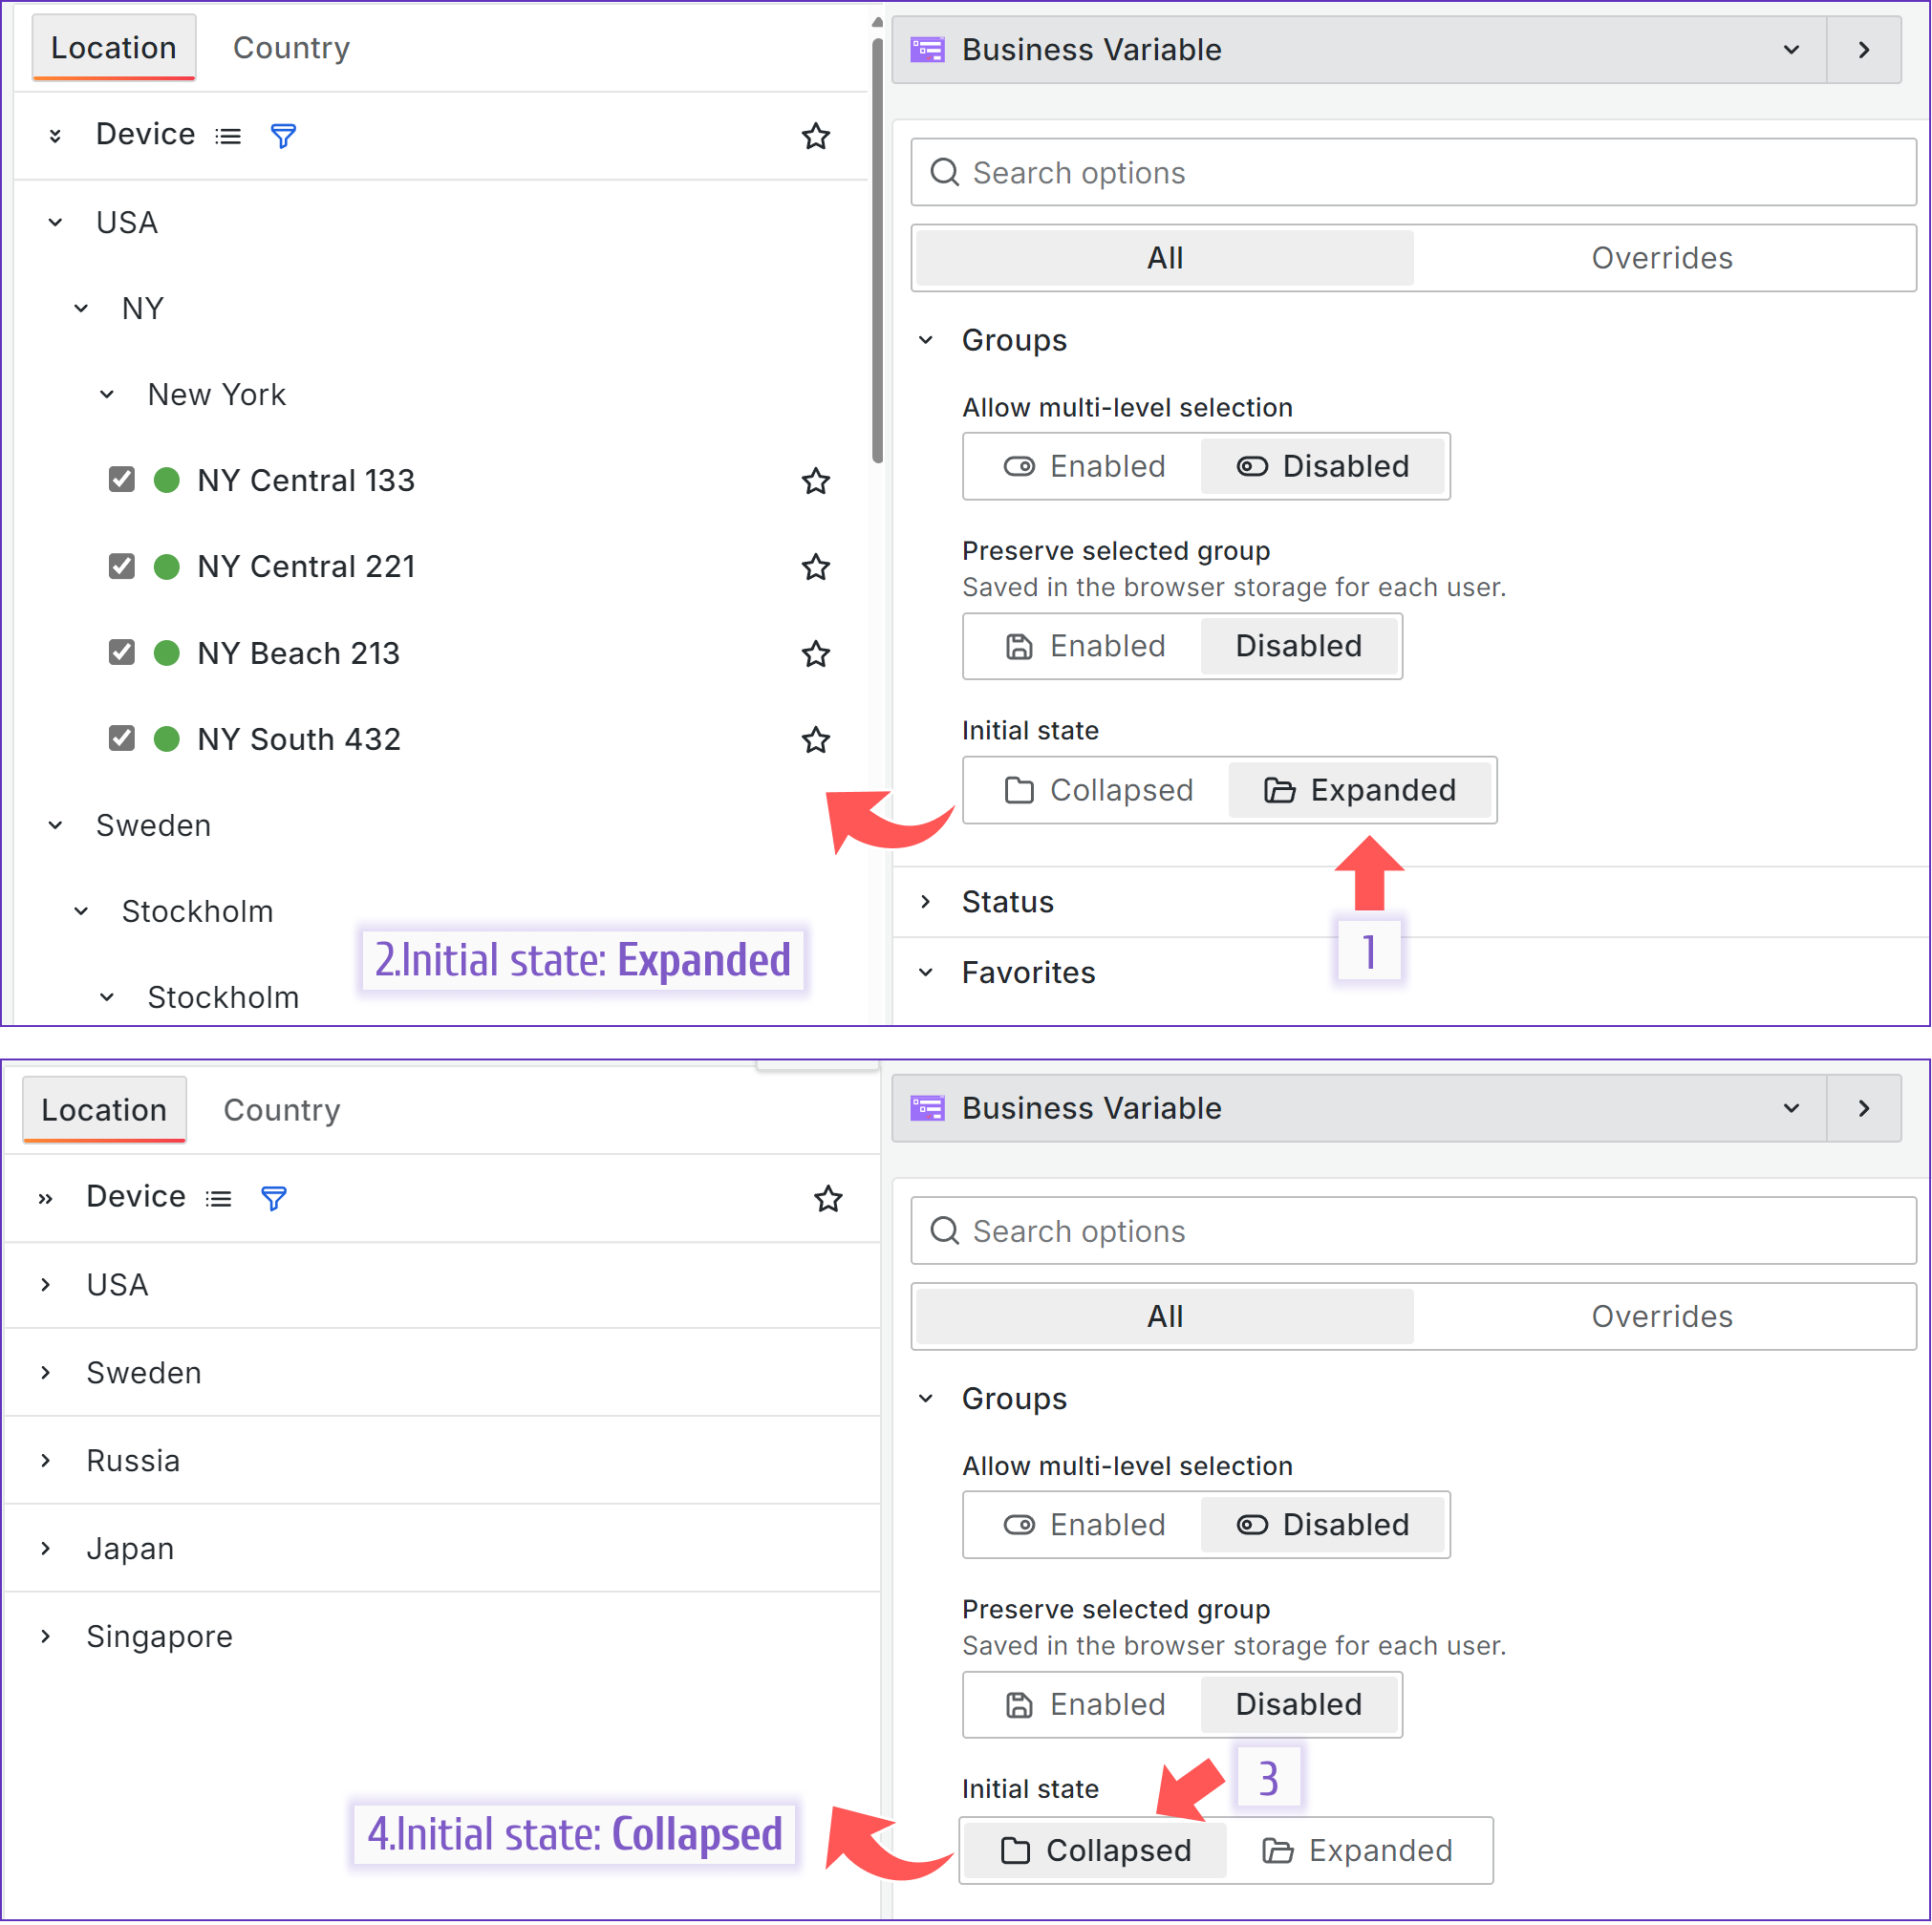 Location Country
Device
USA
NY
New York
NY Central 133
NY Central 221
NY Beach 213
NY South 432
Sweden
Stockholm
Stockholm
2.Initial state: Expanded
Business Variable
Search options
All Overrides
Groups
Allow multi-level selection
Enabled Disabled
Preserve selected group
Saved in the browser storage for each user.
Enabled Disabled
Initial state
Collapsed Expanded
1
Status
Favorites
Location Country
Device
USA
Sweden
Russia
Japan
Singapore
4.Initial state: Collapsed
Business Variable
Search options
All Overrides
Groups
Allow multi-level selection
Enabled Disabled
Preserve selected group
Saved in the browser storage for each user.
Enabled Disabled
3
Initial state
Collapsed Expanded